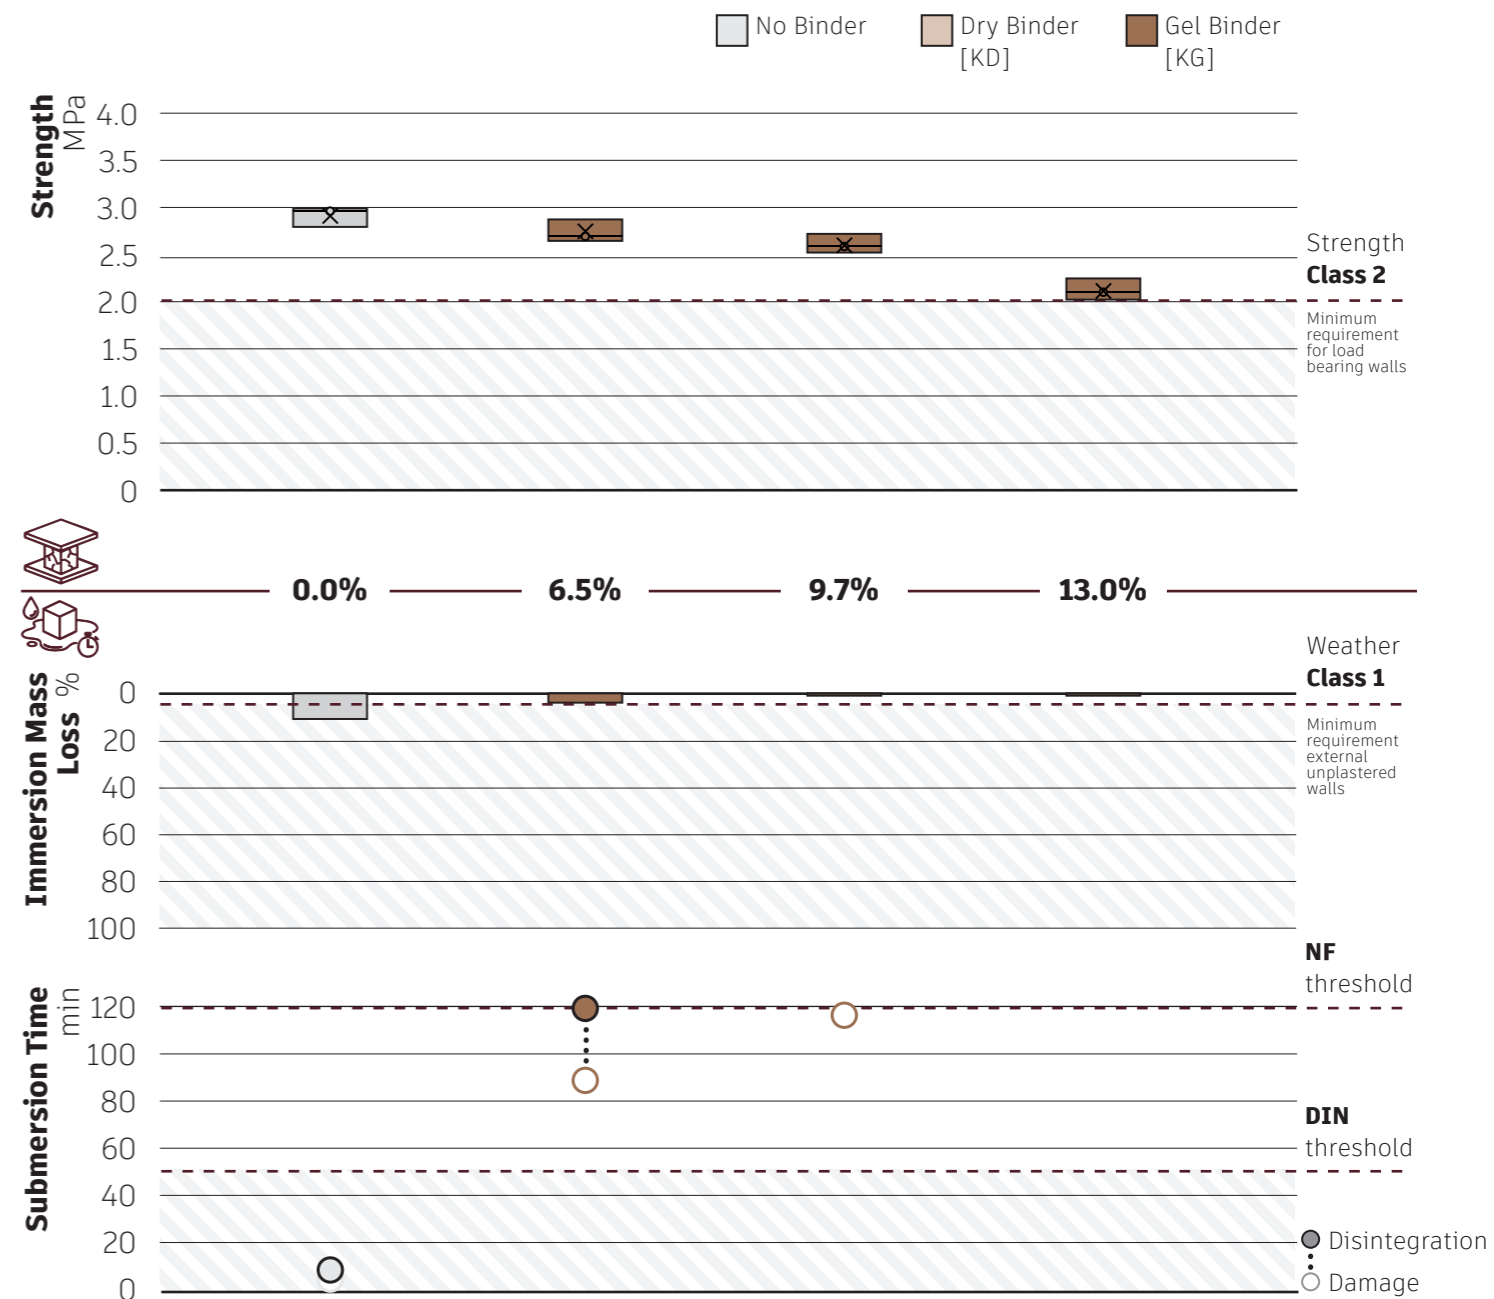 No Binder
Dry Binder
[KD]
Gel Binder
[KG]
Strength
MPa
4.0
3.5
3.0
2.5
2.0
1.5
1.0
0.5
0
Strength
Class 2
Minimum
requirement
for load
bearing walls
0.0%
6.5%
9.7%
13.0%
Immersion Mass
Loss %
0
20
40
60
80
100
Weather
Class 1
Minimum
requirement
external
unplastered
walls
Submersion Time
min
120
100
80
60
40
20
0
NF
threshold
DIN
threshold
Disintegration
Damage